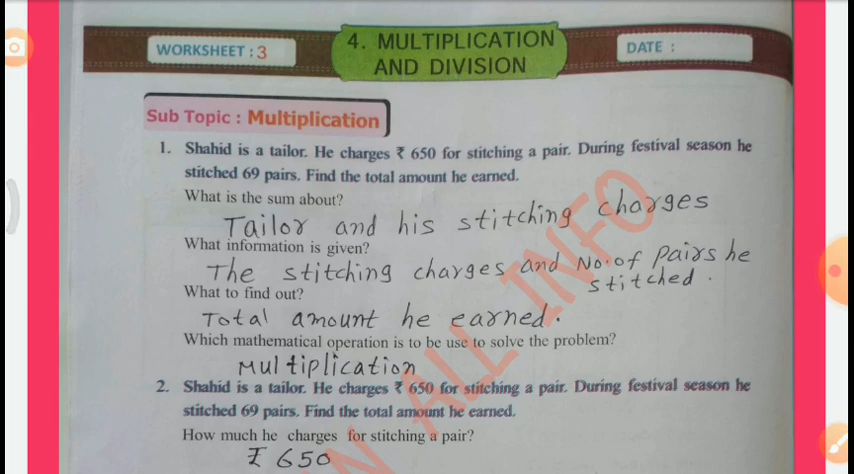 WORKSHEET : 3
4. MULTIPLICATION
AND DIVISION
DATE :
Sub Topic : Multiplication
1. Shahid is a tailor. He charges ₹ 650 for stitching a pair. During festival season he
stitched 69 pairs. Find the total amount he earned.
What is the sum about?
Tailor and his stitching charges
What information is given?
The stitching charges and No. of pairs he
stitched.
What to find out?
Total amount he earned.
Which mathematical operation is to be use to solve the problem?
Multiplication
2. Shahid is a tailor. He charges ₹ 650 for stitching a pair. During festival season he
stitched 69 pairs. Find the total amount he earned.
How much he charges for stitching a pair?
₹ 650
ALL INFO